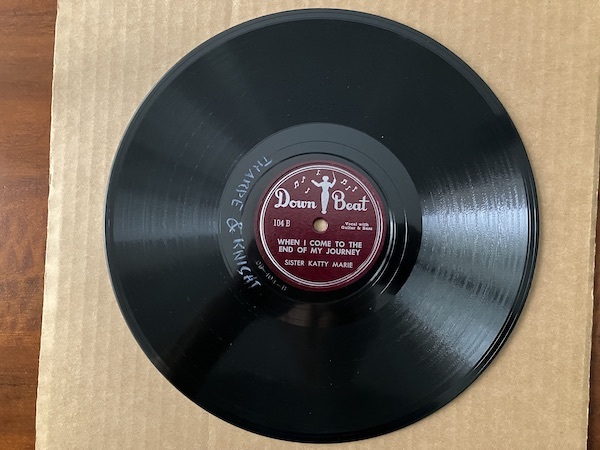 Down Beat
104 B
Vocal with
Guitar & Bass
WHEN I COME TO THE
END OF MY JOURNEY
SISTER KATTY MARIE
THARPE & KNIGHT